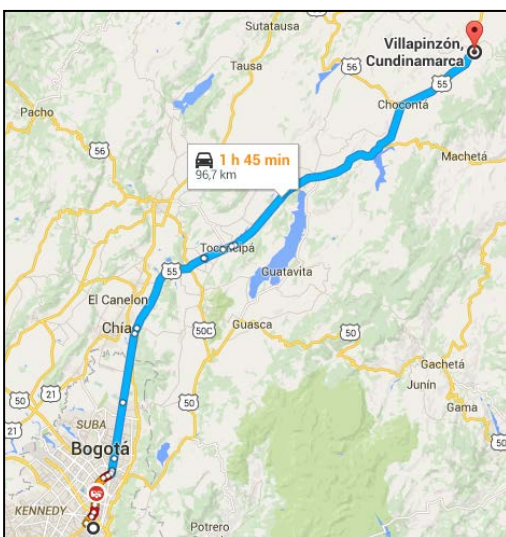 Sutatausa
Villapinzón,
Cundinamarca
Tausa
56
55
Chocontá
Pacho
56
1 h 45 min
96,7 km
Machetá
Tocancipá
55
Guatavita
El Canelon
Chía
50C
Guasca
50
Gachetá
Junín
50
21
50
Gama
SUBA
21
50
Bogotá
KENNEDY
Potrero